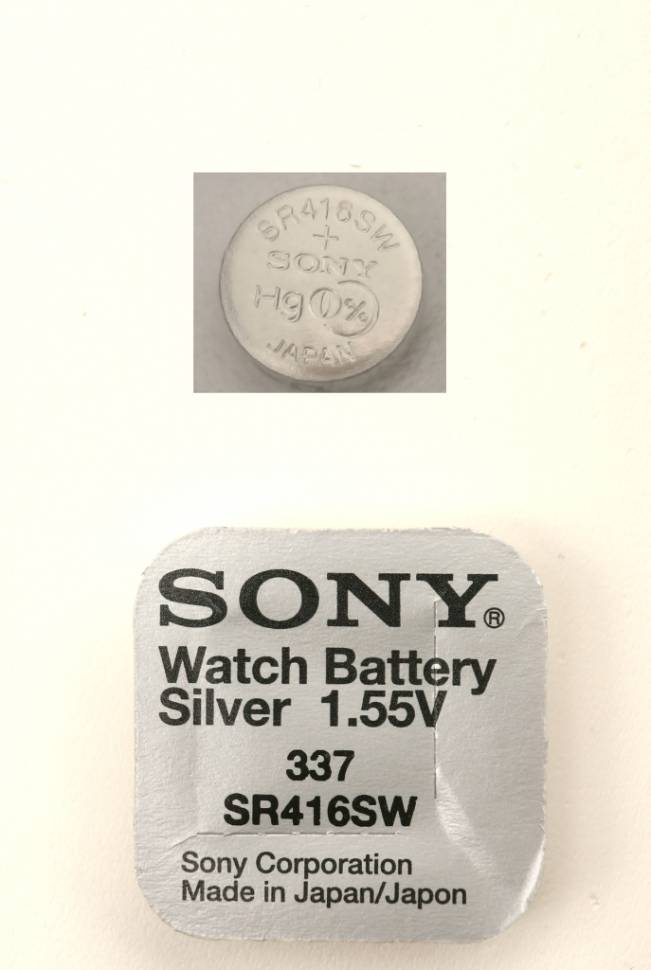 SR416SW
+
SONY
Hg 0%
JAPAN
SONY®
Watch Battery
Silver 1.55V
337
SR416SW
Sony Corporation
Made in Japan/Japon